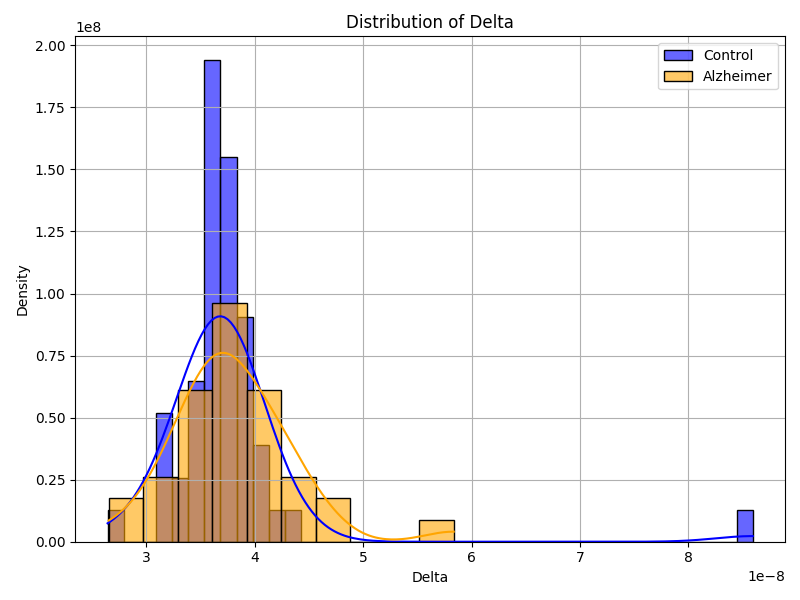 Distribution of Delta
1e8
2.00
1.75
1.50
1.25
1.00
0.75
0.50
0.25
0.00
Density
Control
Alzheimer
3 4 5 6 7 8
1e−8
Delta